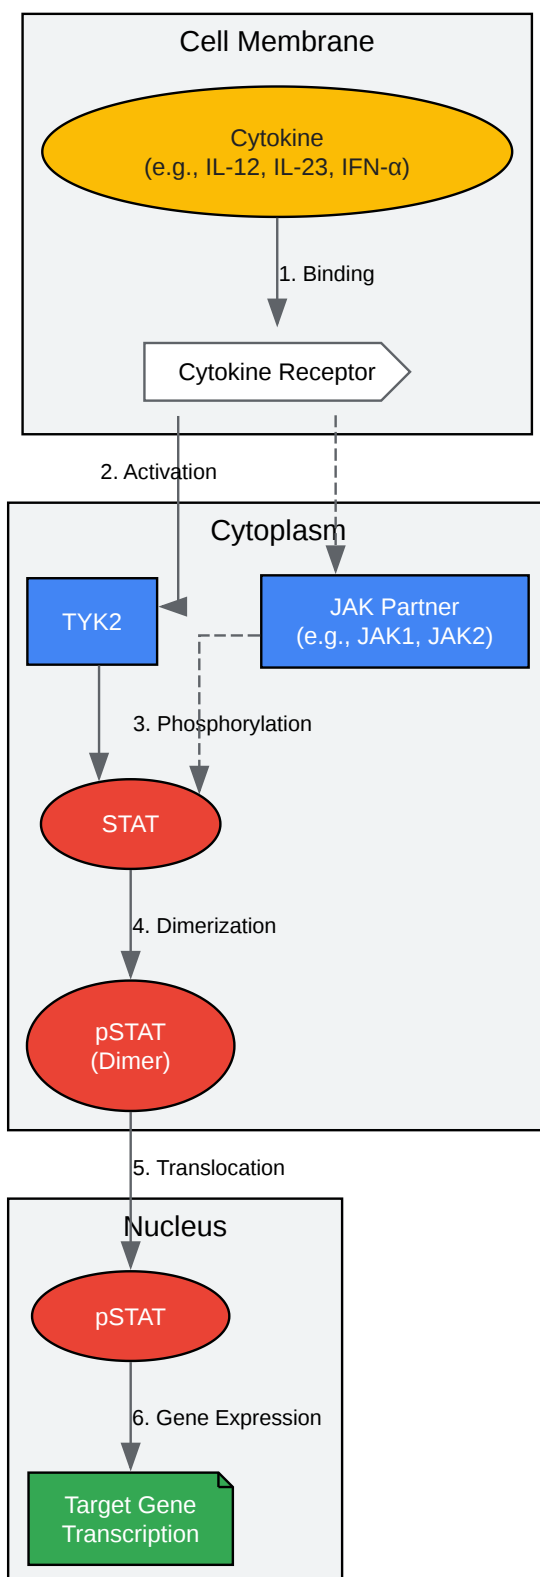 Cell Membrane
Cytokine
(e.g., IL-12, IL-23, IFN-α)
1. Binding
Cytokine Receptor
2. Activation
Cytoplasm
TYK2
JAK Partner
(e.g., JAK1, JAK2)
3. Phosphorylation
STAT
4. Dimerization
pSTAT
(Dimer)
5. Translocation
Nucleus
pSTAT
6. Gene Expression
Target Gene
Transcription